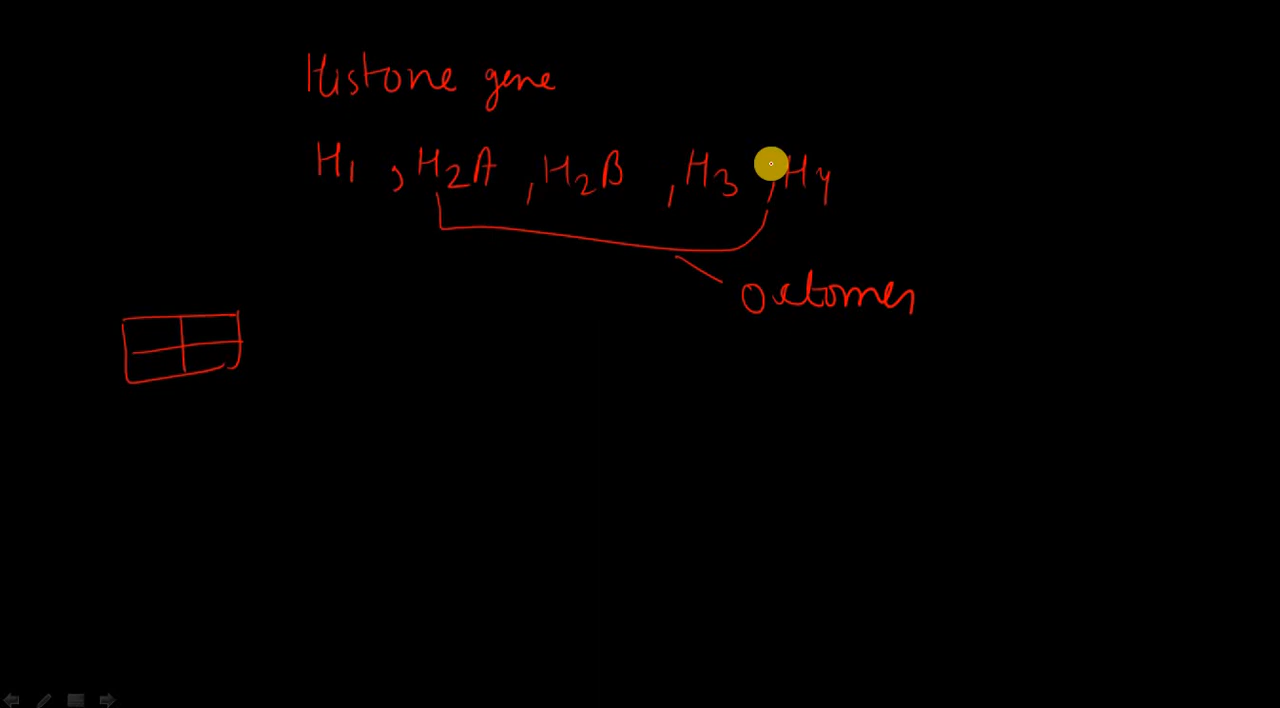 Histone gene
H1 , H2A , H2B , H3 , H4
Octomer